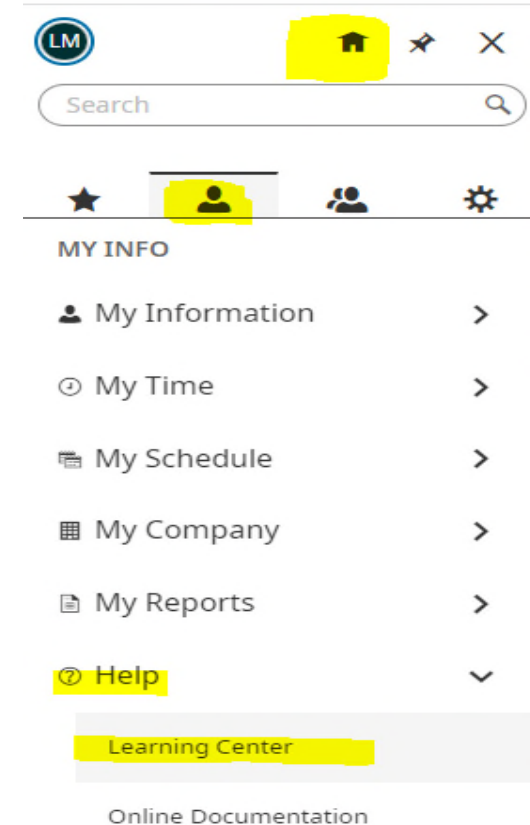 LM
Search
MY INFO
My Information
My Time
My Schedule
My Company
My Reports
Help
Learning Center
Online Documentation